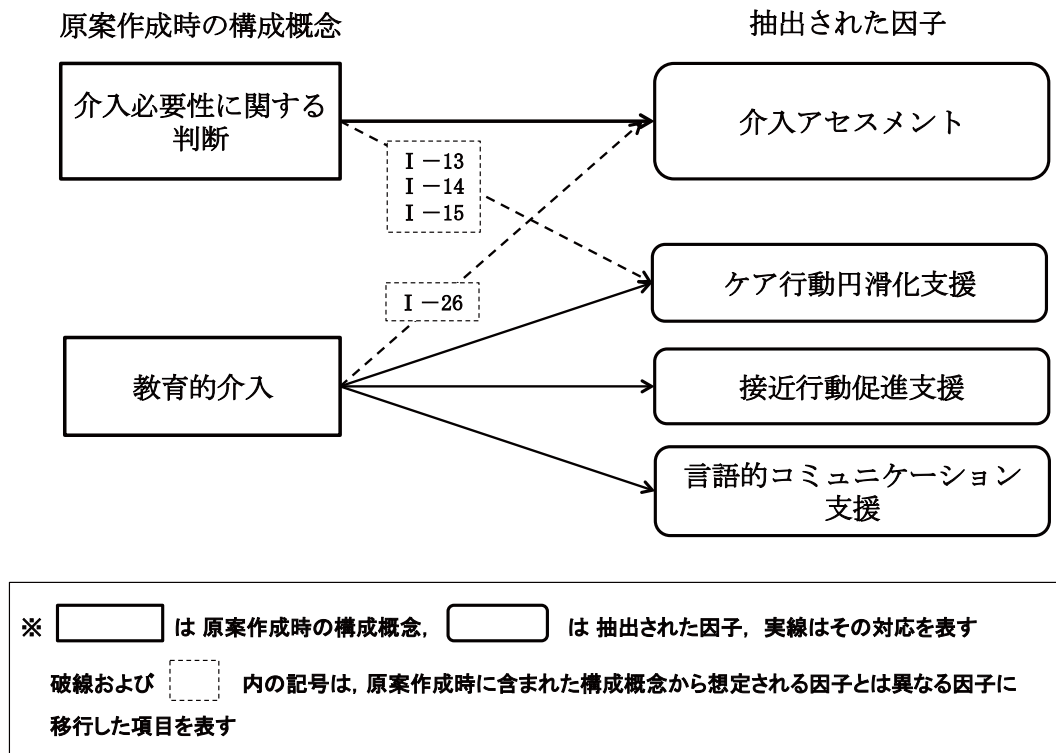 原案作成時の構成概念
抽出された因子
介入必要性に関する
判断
介入アセスメント
Ⅰ－13
Ⅰ－14
Ⅰ－15
ケア行動円滑化支援
Ⅰ－26
教育的介入
接近行動促進支援
言語的コミュニケーション
支援
※ は 原案作成時の構成概念, は 抽出された因子, 実線はその対応を表す
破線および 内の記号は, 原案作成時に含まれた構成概念から想定される因子とは異なる因子に
移行した項目を表す